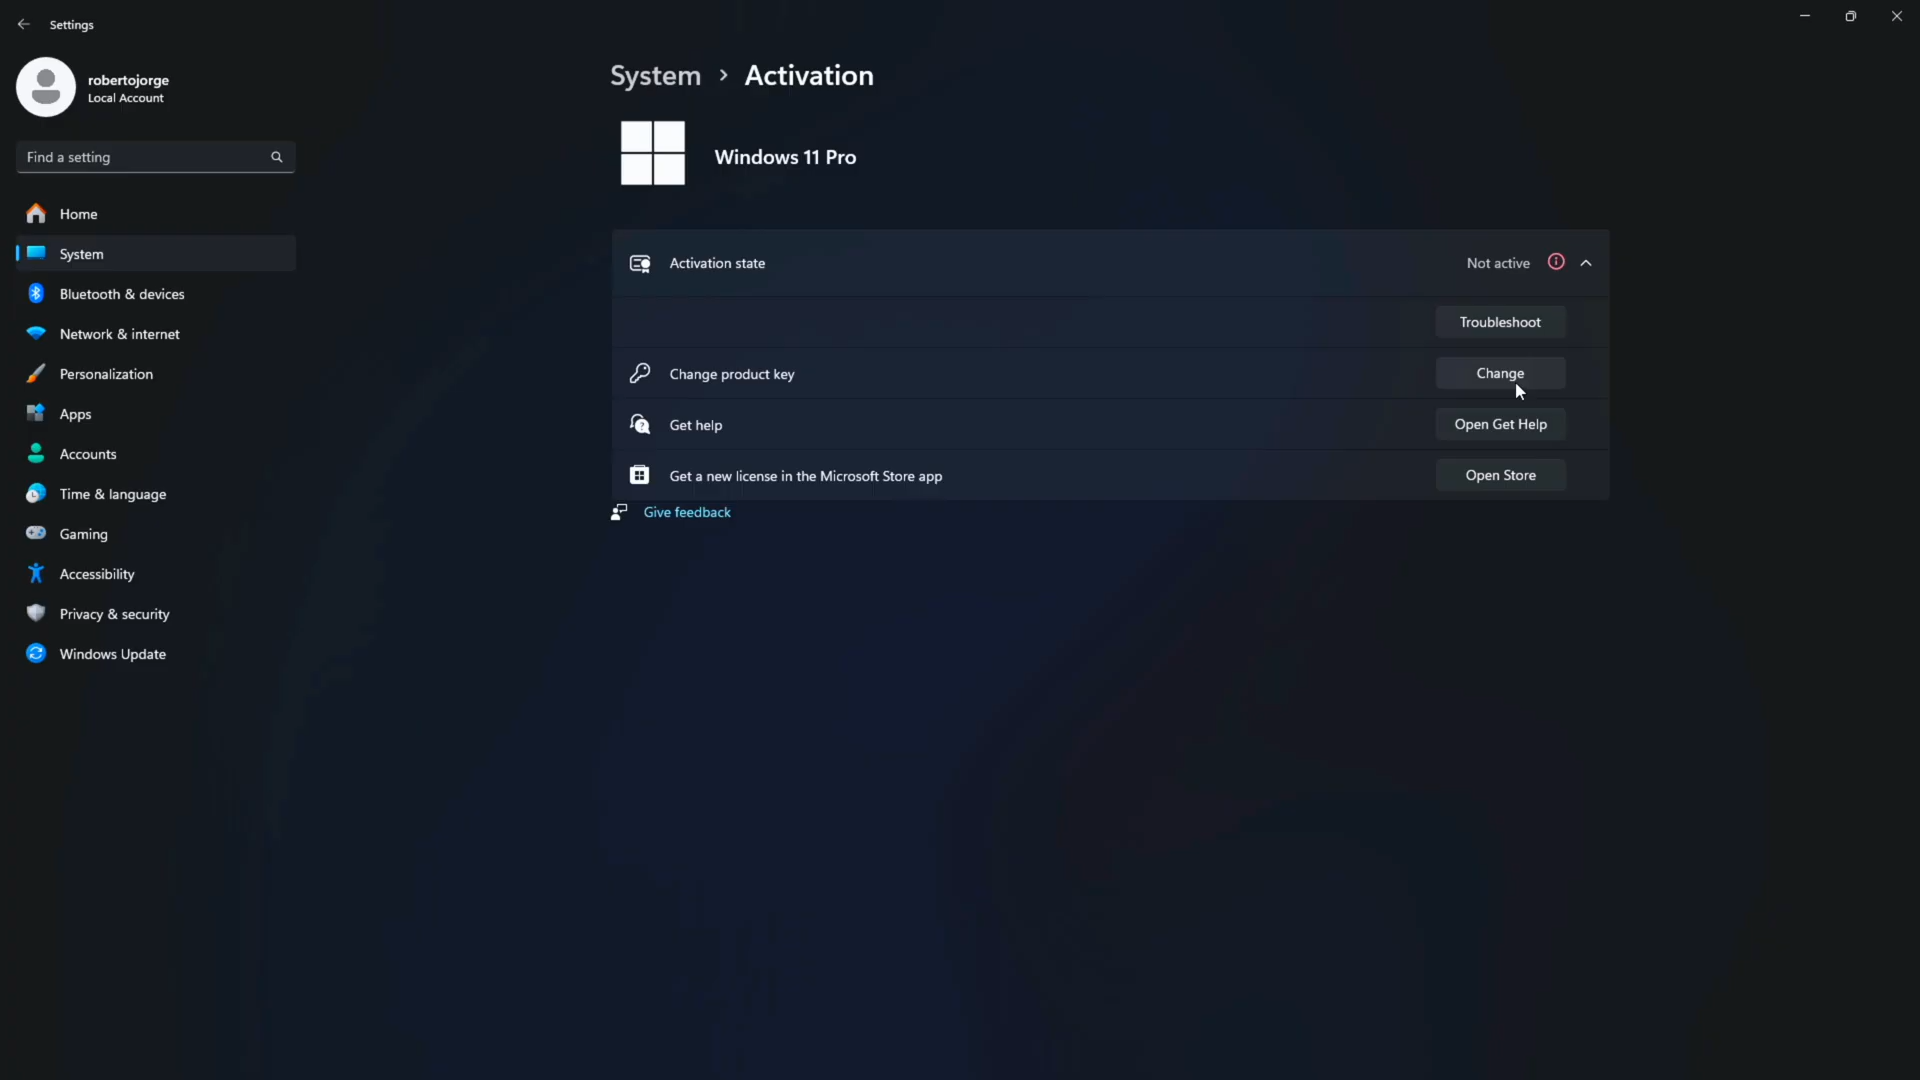 Settings
robertojorge
Local Account
Find a setting
Home
System
Bluetooth & devices
Network & internet
Personalization
Apps
Accounts
Time & language
Gaming
Accessibility
Privacy & security
Windows Update
System > Activation
Windows 11 Pro
Activation state Not active
Troubleshoot
Change product key Change
Get help Open Get Help
Get a new license in the Microsoft Store app Open Store
Give feedback